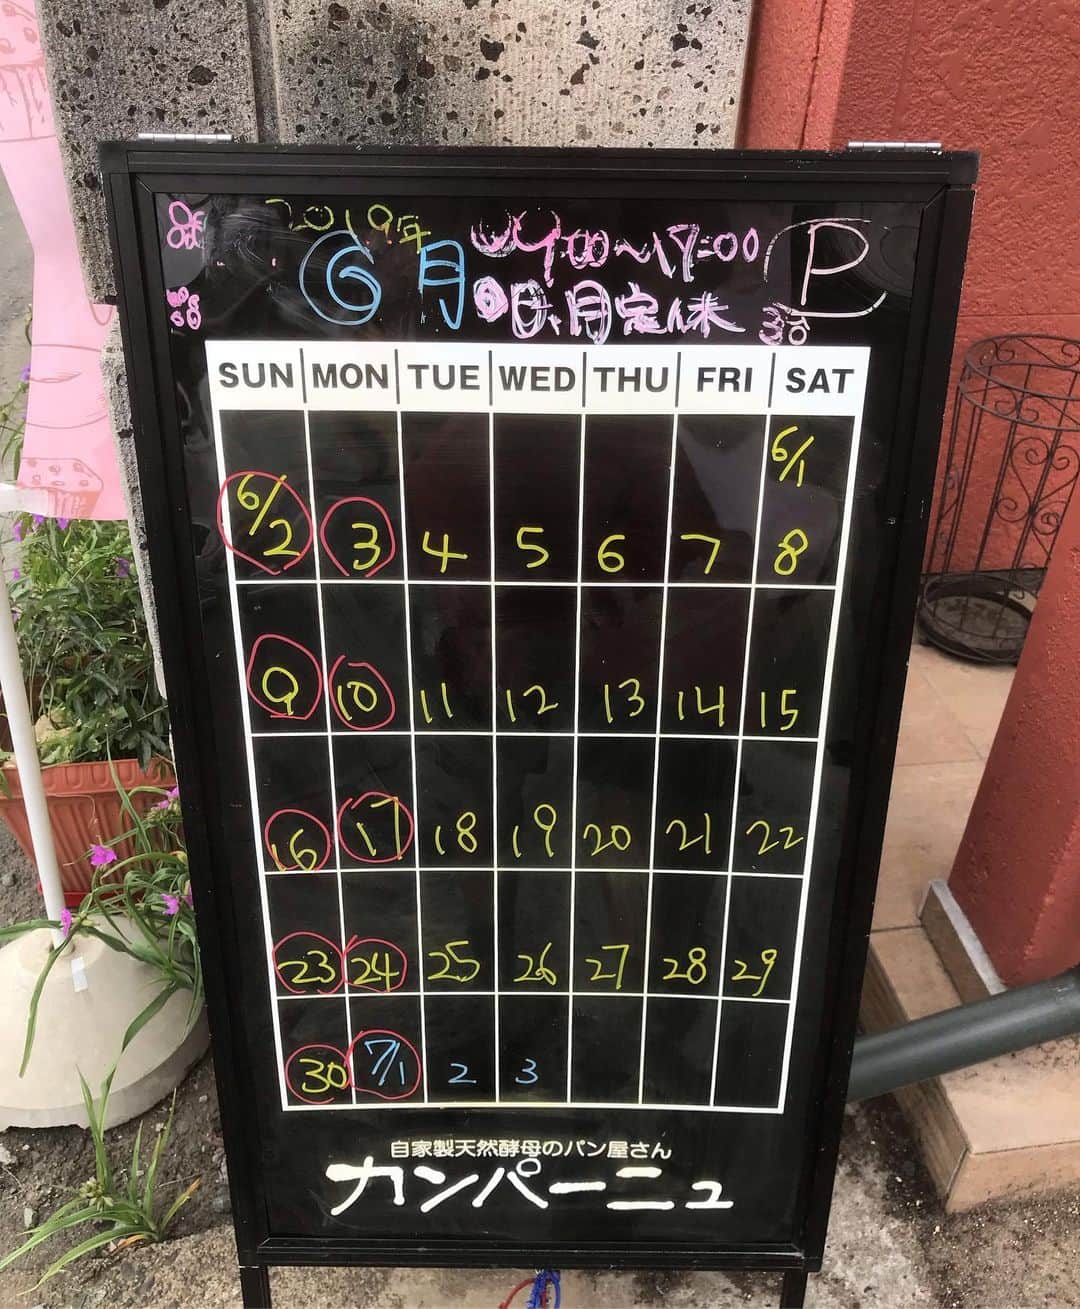 2019年
6月
9:00～17:00
P
日、月定休
SUN MON TUE WED THU FRI SAT
6/1
6/2 3 4 5 6 7 8
9 10 11 12 13 14 15
16 17 18 19 20 21 22
23 24 25 26 27 28 29
30 7/1 2 3
自家製天然酵母のパン屋さん
カンパーニュ